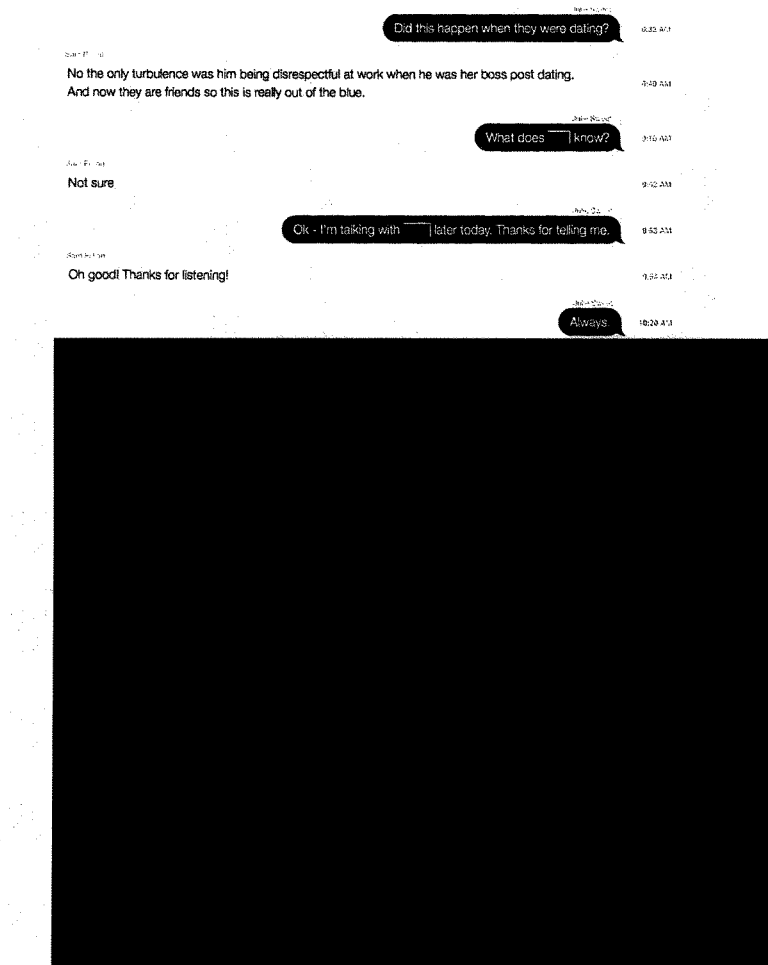 Did this happen when they were dating?
No the only turbulence was him being disrespectful at work when he was her boss post dating.
And now they are friends so this is really out of the blue.
What does know?
Not sure
Ok - I'm talking with later today. Thanks for telling me.
Oh good! Thanks for listening!
Always.
10:20 AM